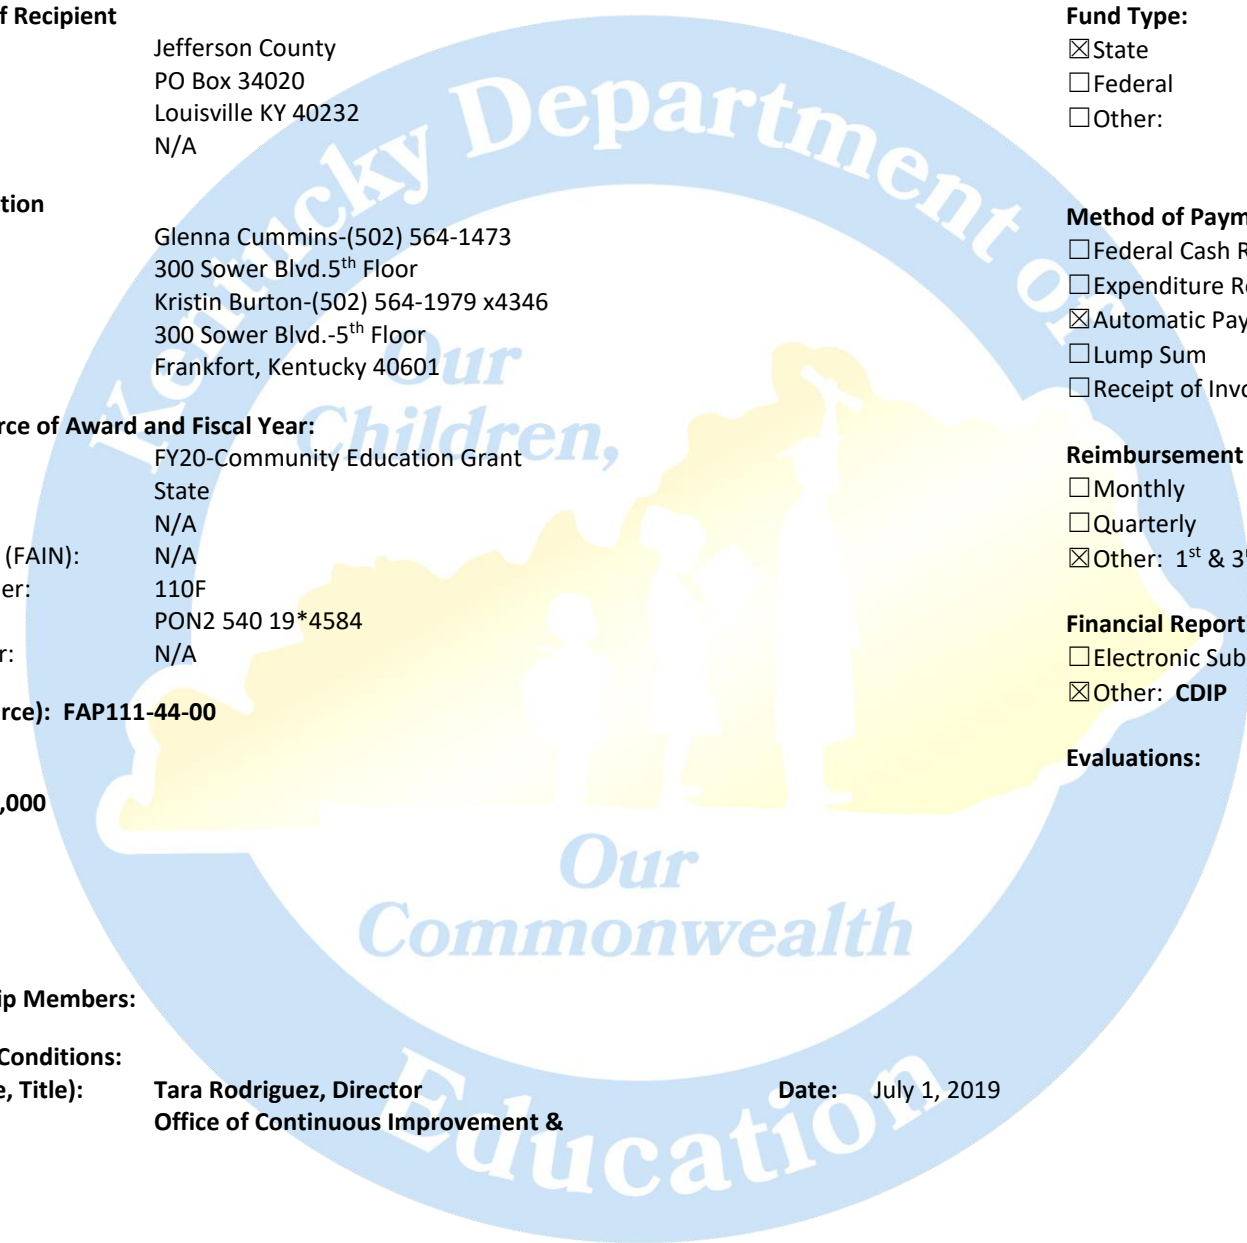 f Recipient
Jefferson County
PO Box 34020
Louisville KY 40232
N/A
tion
Glenna Cummins-(502) 564-1473
300 Sower Blvd.5th Floor
Kristin Burton-(502) 564-1979 x4346
300 Sower Blvd.-5th Floor
Frankfort, Kentucky 40601
rce of Award and Fiscal Year:
FY20-Community Education Grant
State
N/A
(FAIN): N/A
er: 110F
PON2 540 19*4584
r: N/A
rce): FAP111-44-00
,000
ip Members:
Conditions:
e, Title): Tara Rodriguez, Director Date: July 1, 2019
Office of Continuous Improvement &
Fund Type:
☒State
☐Federal
☐Other:
Method of Paym
☐Federal Cash R
☐Expenditure Re
☒Automatic Pay
☐Lump Sum
☐Receipt of Invo
Reimbursement
☐Monthly
☐Quarterly
☒Other: 1st & 3
Financial Report
☐Electronic Sub
☒Other: CDIP
Evaluations:
Kentucky Department of
Education
Our
Children,
Our
Commonwealth